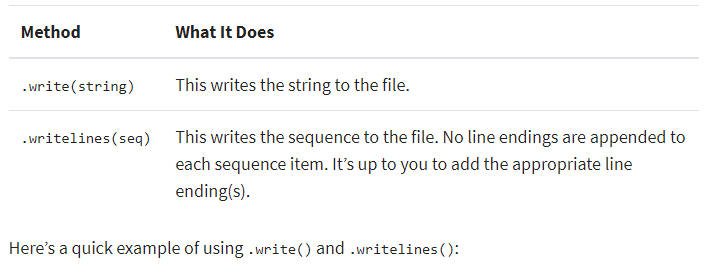 Method What It Does
.write(string) This writes the string to the file.
.writelines(seq) This writes the sequence to the file. No line endings are appended to
each sequence item. It’s up to you to add the appropriate line
ending(s).
Here’s a quick example of using .write() and .writelines():